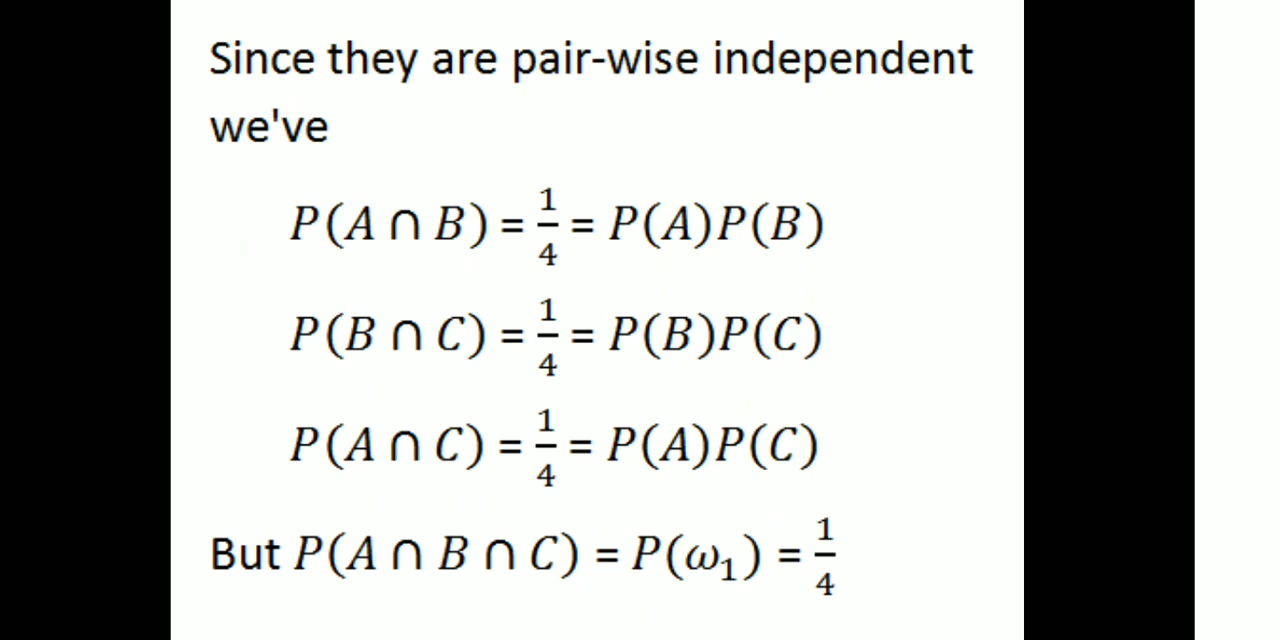 Since they are pair-wise independent
we've
P(A ∩ B) = 1/4 = P(A)P(B)
P(B ∩ C) = 1/4 = P(B)P(C)
P(A ∩ C) = 1/4 = P(A)P(C)
But P(A ∩ B ∩ C) = P(ω₁) = 1/4